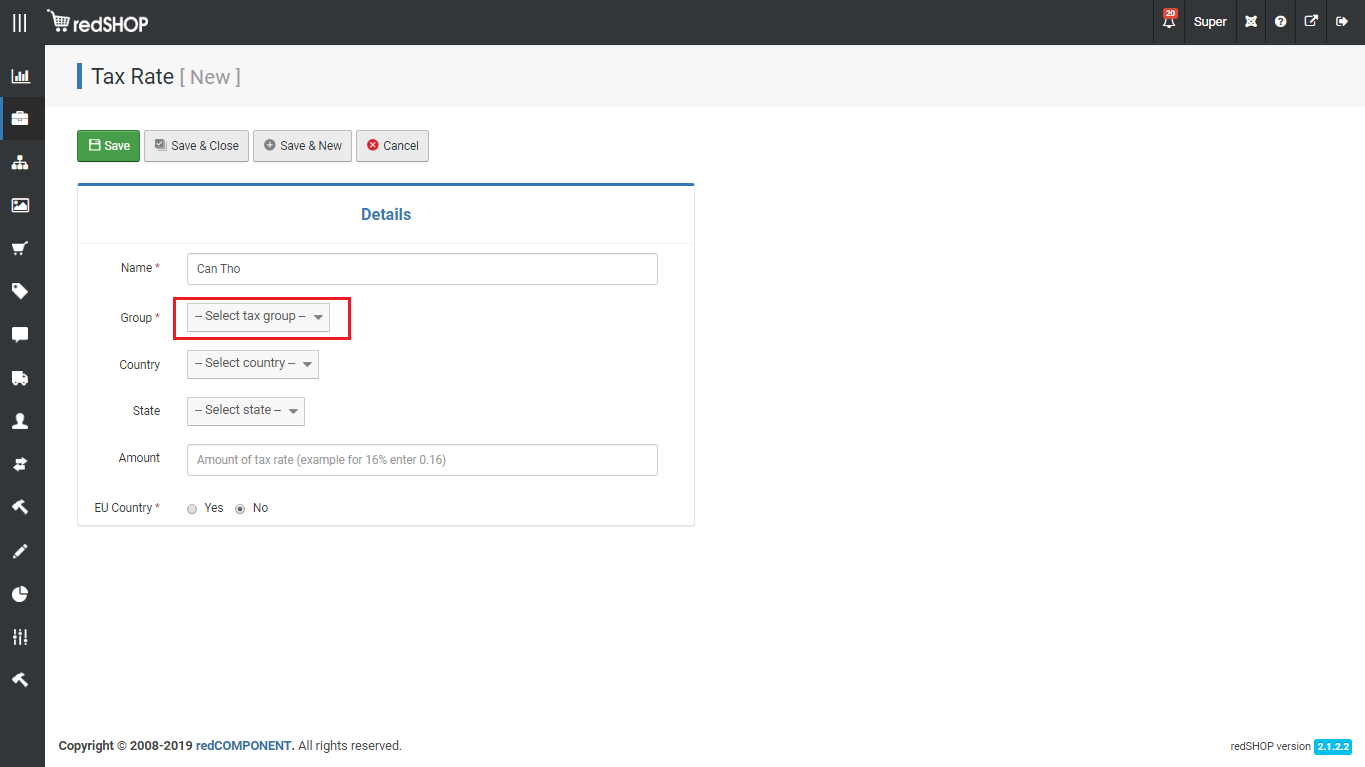 redSHOP
20
Super
Tax Rate [ New ]
Save
Save & Close
Save & New
Cancel
Details
Name *
Can Tho
Group *
-- Select tax group --
Country
-- Select country --
State
-- Select state --
Amount
Amount of tax rate (example for 16% enter 0.16)
EU Country *
Yes
No
Copyright © 2008-2019 redCOMPONENT. All rights reserved.
redSHOP version 2.1.2.2